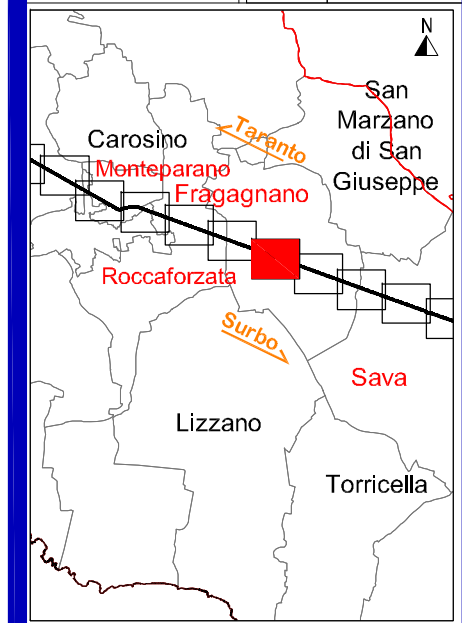 N
San
Marzano
di San
Giuseppe
Taranto
Carosino
Monteparano
Fragagnano
Roccaforzata
Surbo
Sava
Lizzano
Torricella